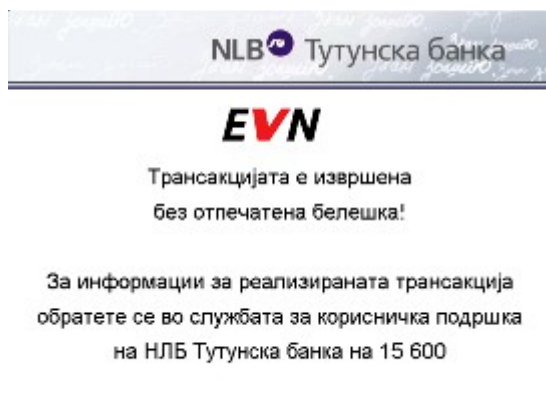 NLB Тутунска банка
EVN
Трансакцијата е извршена
без отпечатена белешка!
За информации за реализираната трансакција
обратете се во службата за корисничка подршка
на НЛБ Тутунска банка на 15 600